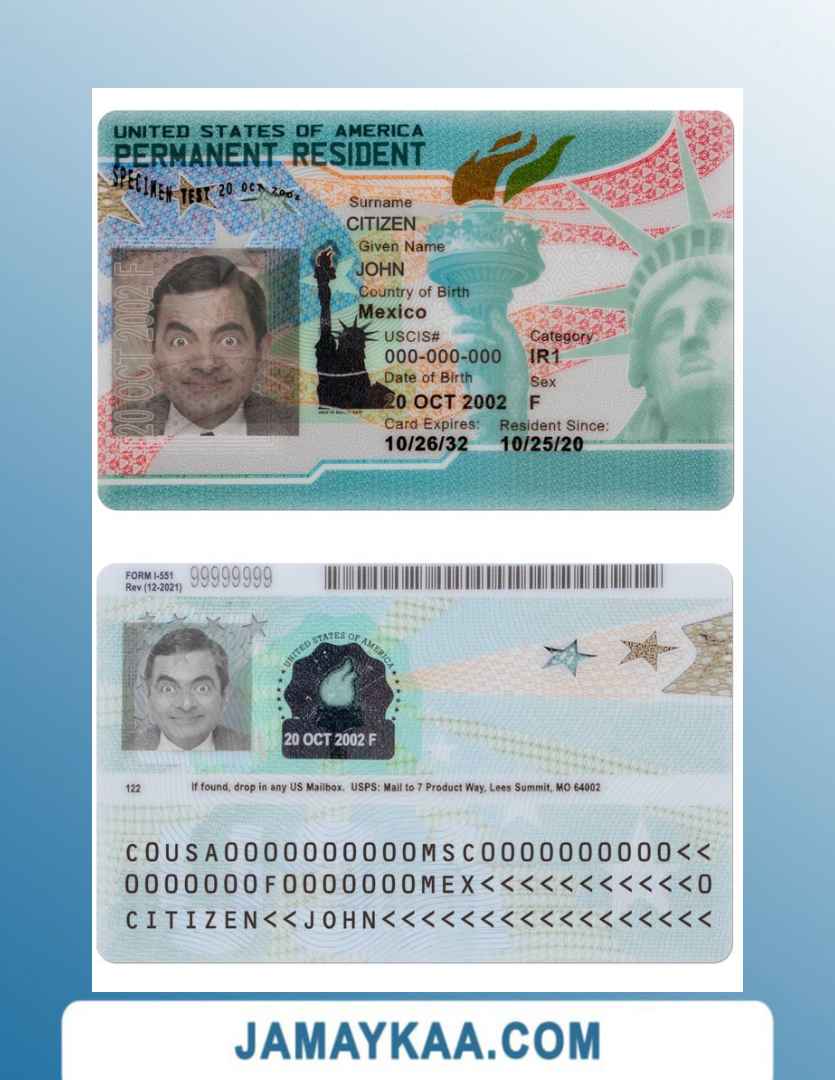 UNITED STATES OF AMERICA
PERMANENT RESIDENT
SPECIMEN TEST 20 OCT 2002
Surname
CITIZEN
Given Name
JOHN
Country of Birth
Mexico
USCIS# Category
000-000-000 IR1
Date of Birth Sex
20 OCT 2002 F
Card Expires: Resident Since:
10/26/32 10/25/20
20 OCT 2002 F
FORM I-551 99999999
Rev (12-2021)
UNITED STATES OF AMERICA
20 OCT 2002 F
122 If found, drop in any US Mailbox. USPS: Mail to 7 Product Way, Lees Summit, MO 64002
COUSA0000000000MSC0000000000<<
0000000F0000000MEX<<<<<<<<<<<0
CITIZEN<<JOHN<<<<<<<<<<<<<<<<<
JAMAYKAA.COM